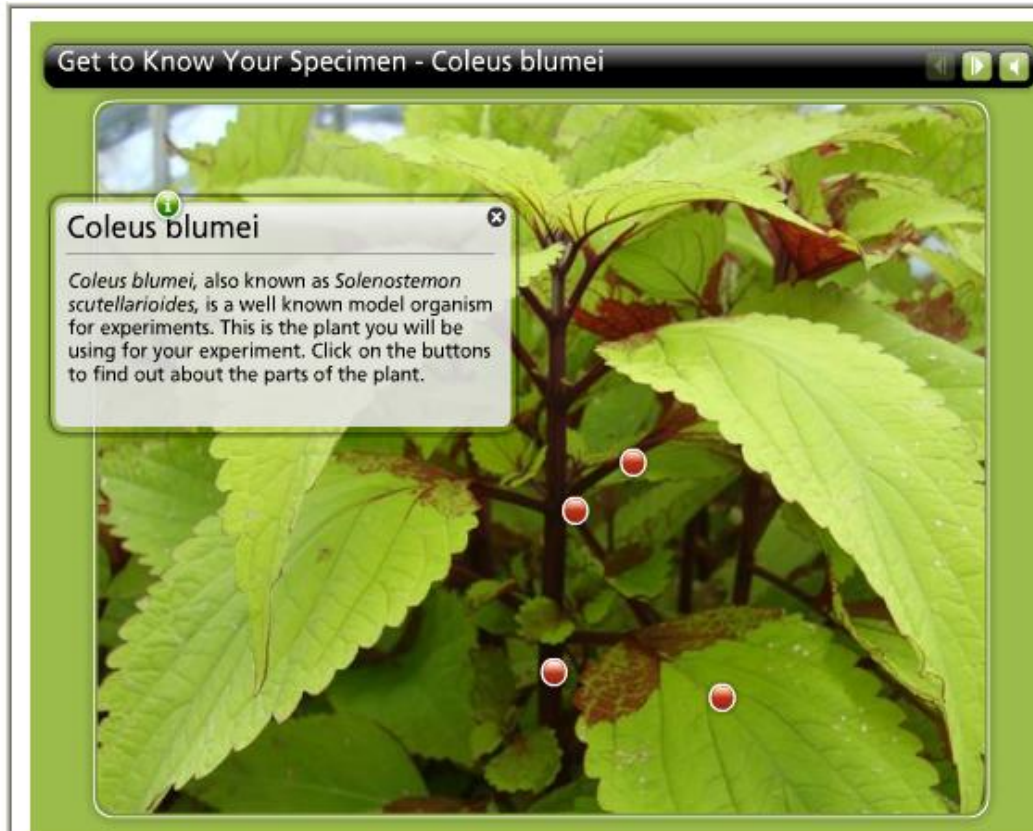 Get to Know Your Specimen - Coleus blumei
i
Coleus blumei
Coleus blumei, also known as Solenostemon
scutellarioides, is a well known model organism
for experiments. This is the plant you will be
using for your experiment. Click on the buttons
to find out about the parts of the plant.